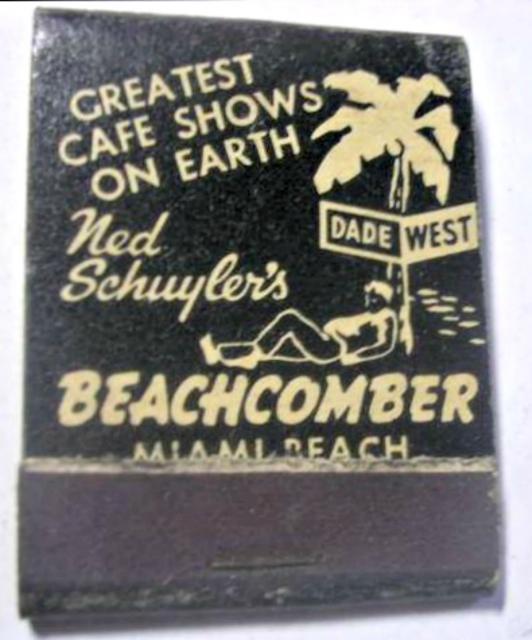 GREATEST
CAFE SHOWS
ON EARTH
Ned
Schuyler's
DADE WEST
BEACHCOMBER
MIAMI BEACH